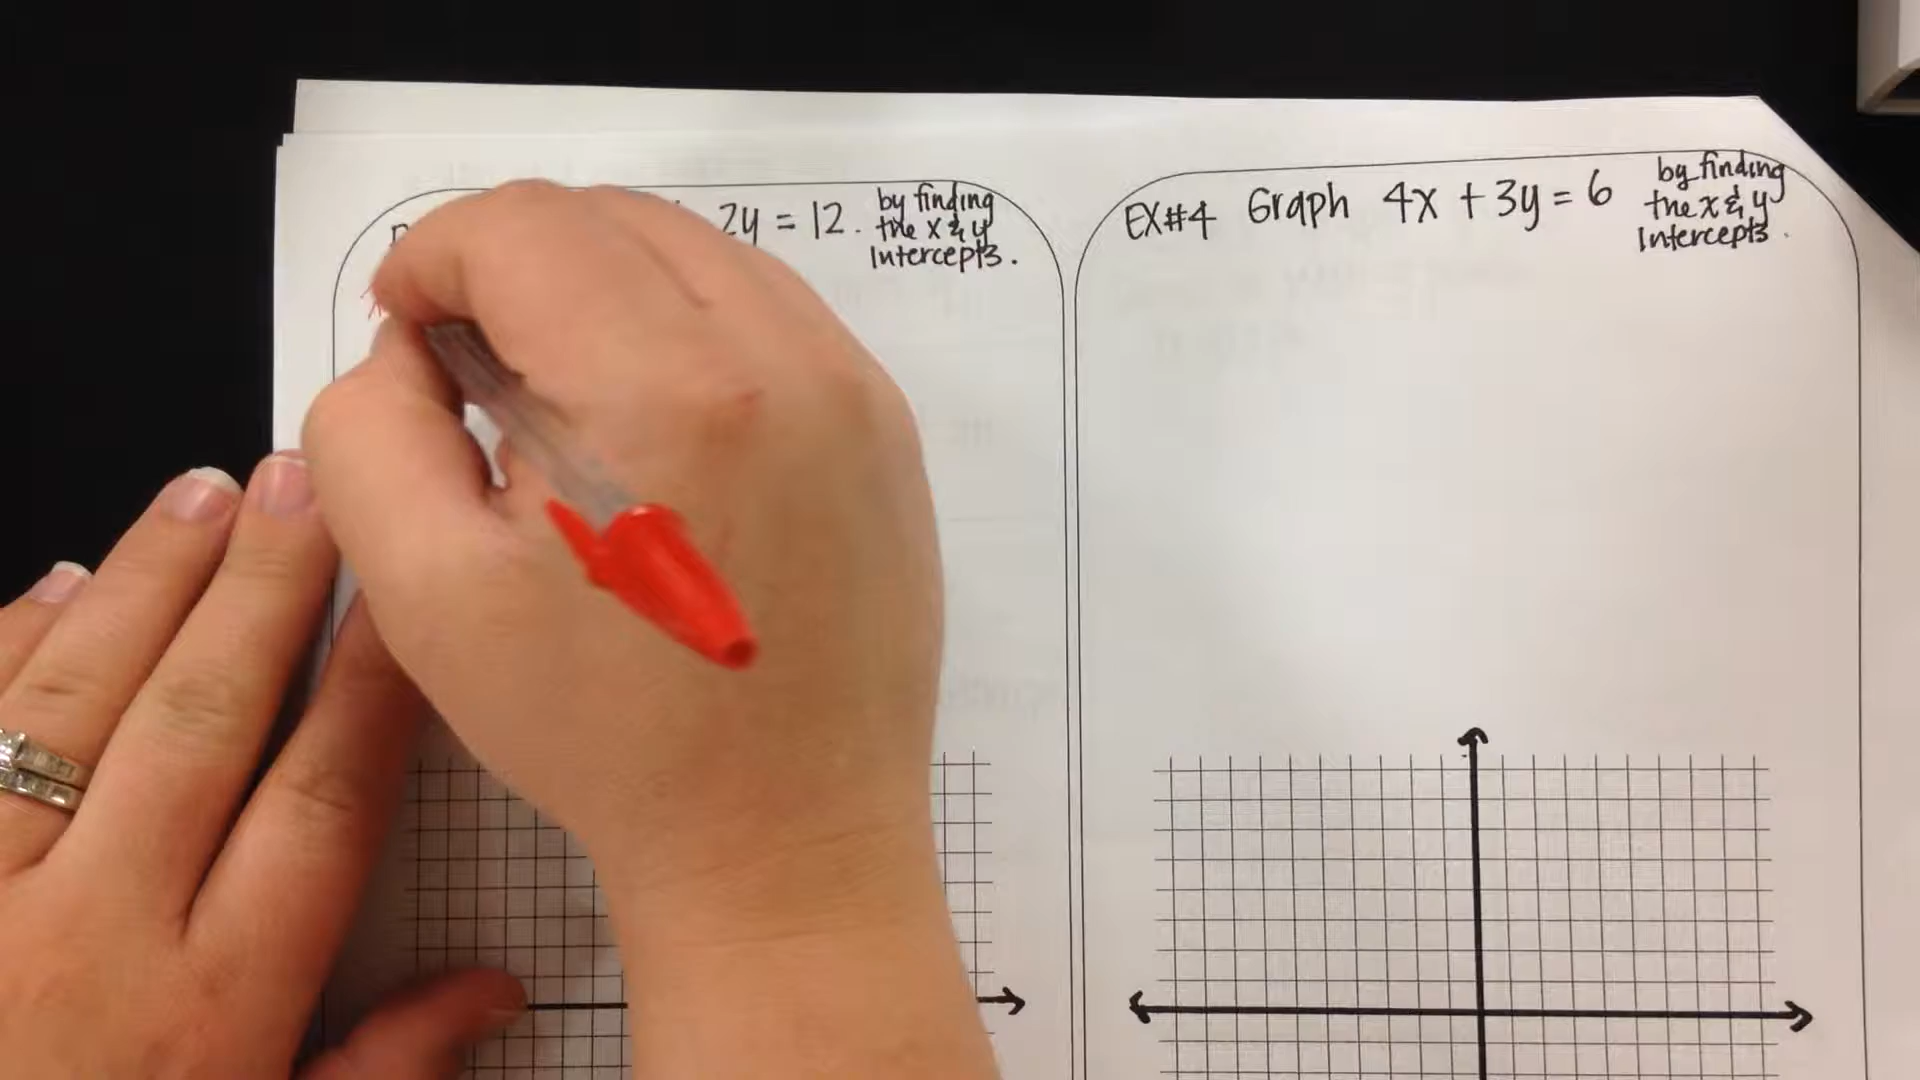 2y = 12. by finding
the x & y
Intercepts.
EX#4 Graph 4x + 3y = 6 by finding
the x & y
Intercepts.